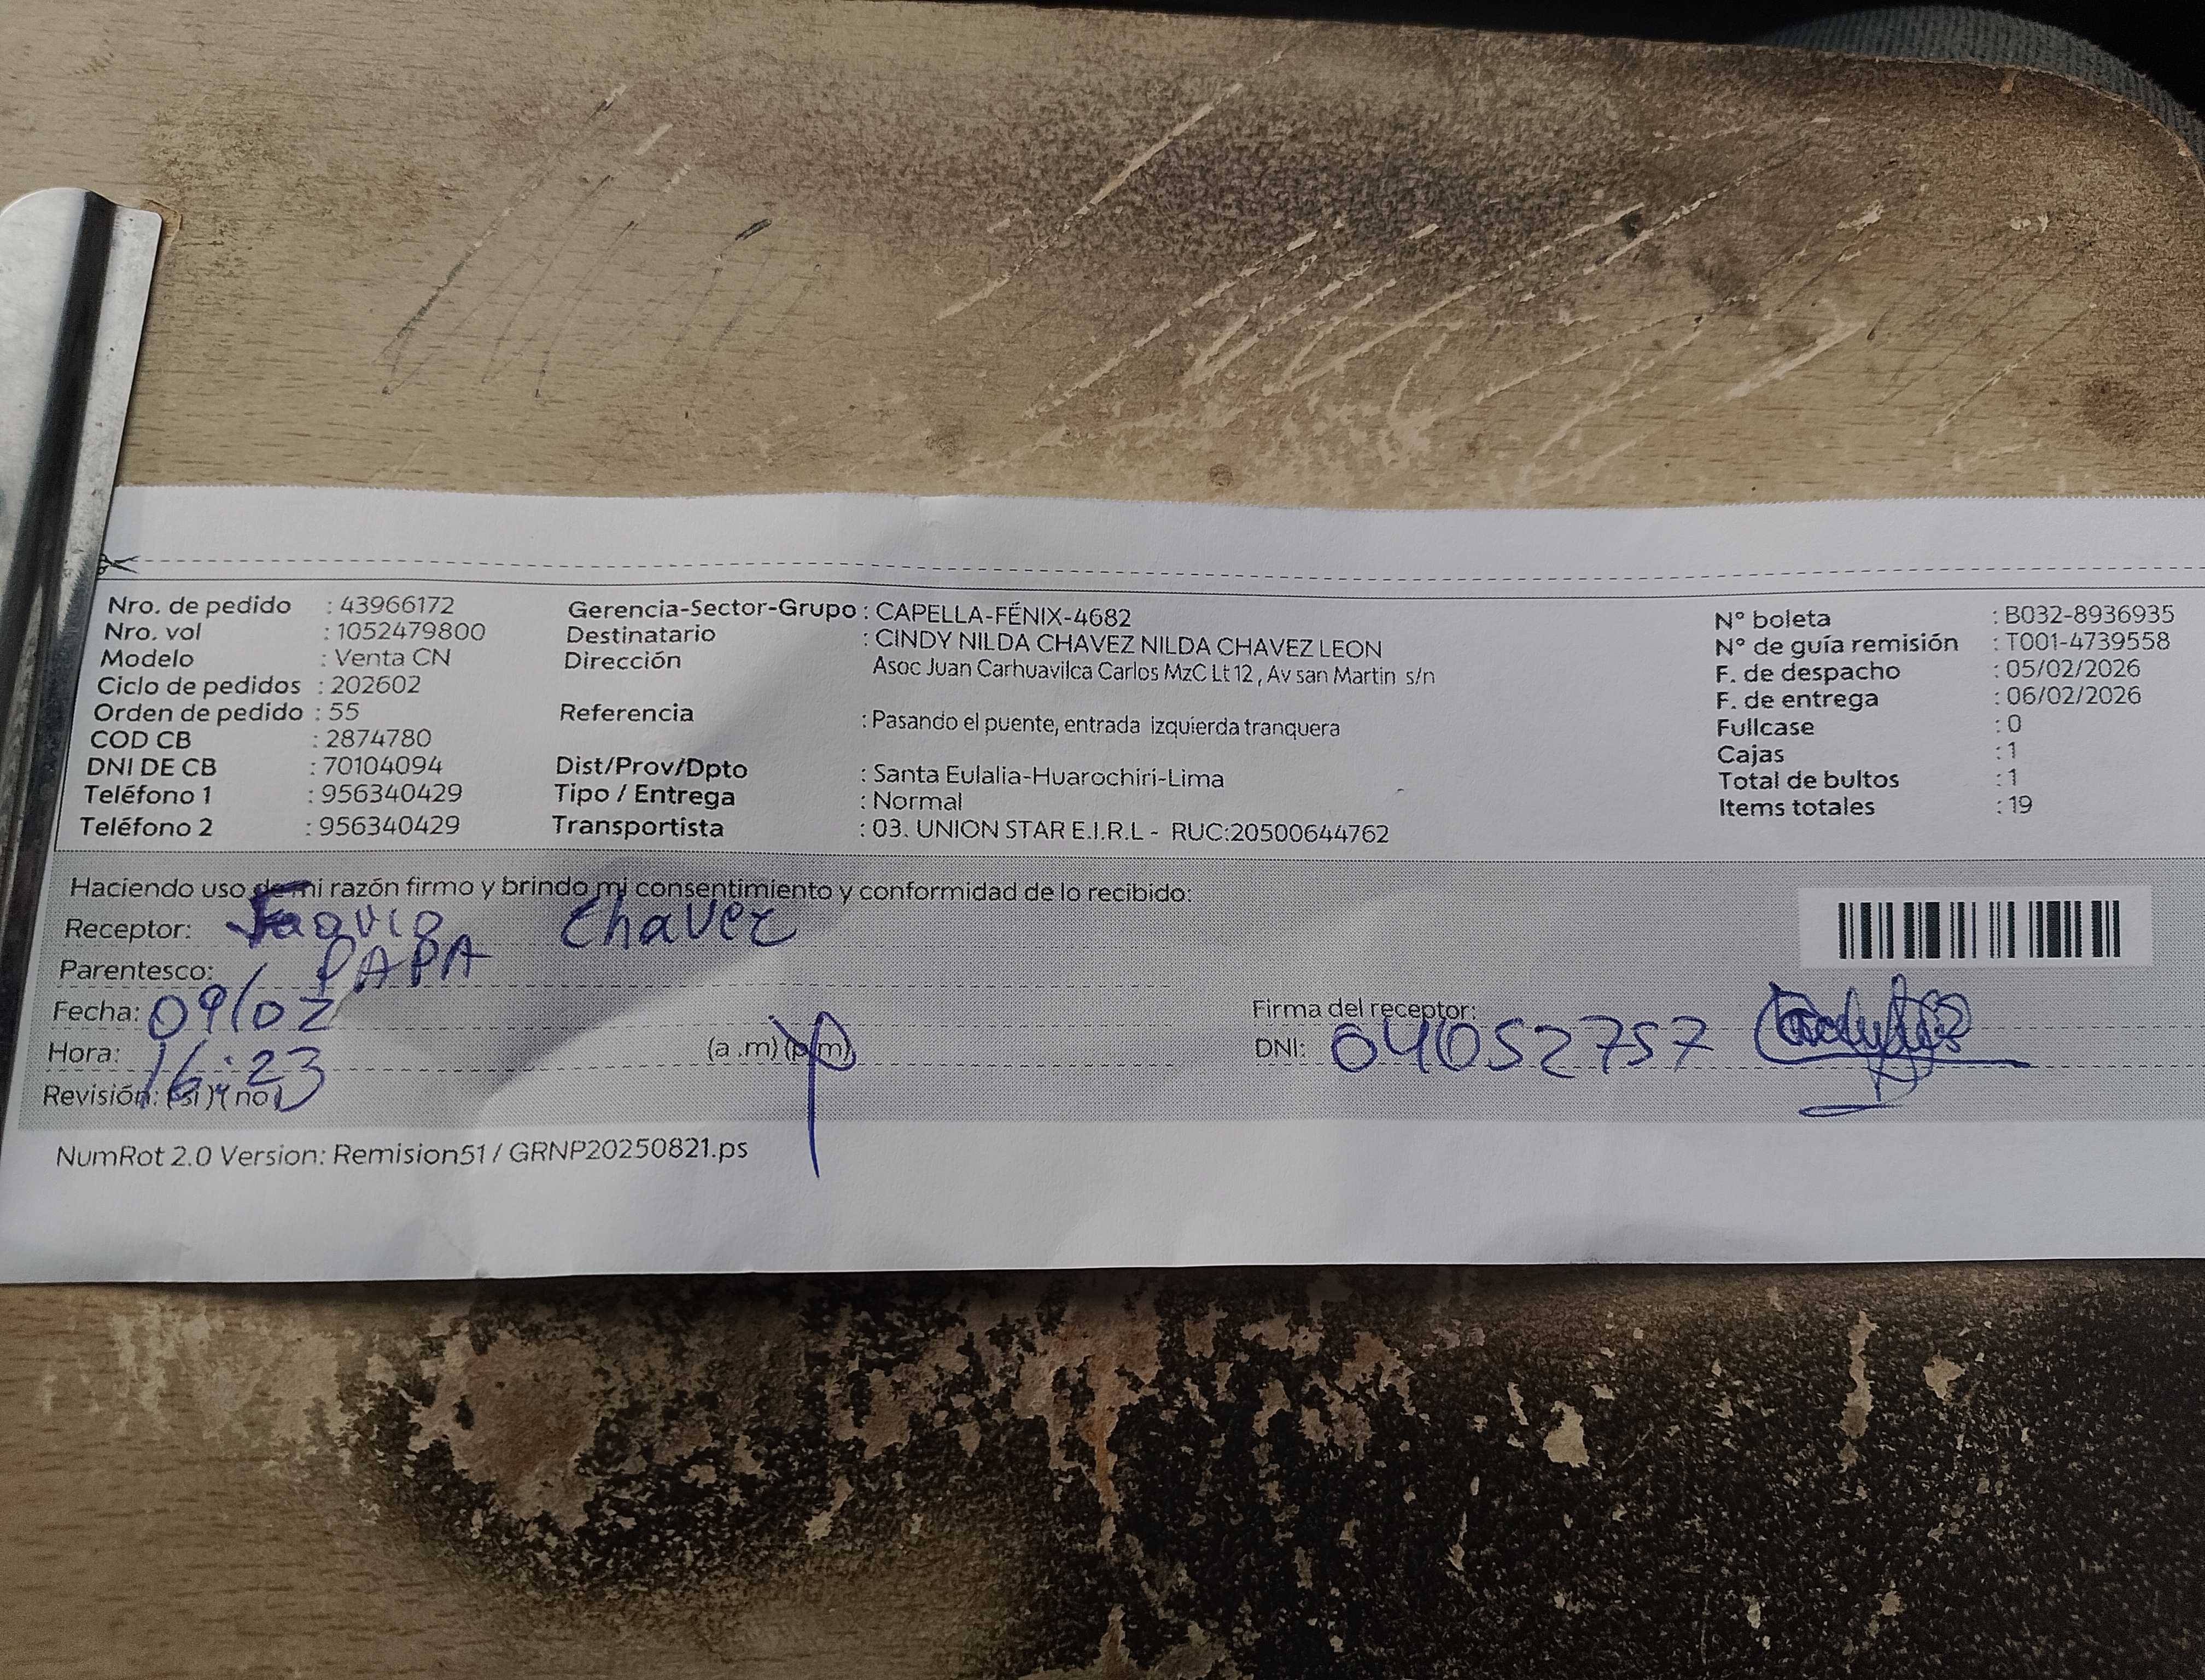 Nro. de pedido : 43966172
Nro. vol : 1052479800
Modelo : Venta CN
Ciclo de pedidos : 202602
Orden de pedido : 55
COD CB : 2874780
DNI DE CB : 70104094
Teléfono 1 : 956340429
Teléfono 2 : 956340429
Gerencia-Sector-Grupo : CAPELLA-FÉNIX-4682
Destinatario : CINDY NILDA CHAVEZ NILDA CHAVEZ LEON
Dirección Asoc Juan Carhuavilca Carlos MzC Lt 12 , Av san Martin s/n
Referencia : Pasando el puente, entrada izquierda tranquera
Dist/Prov/Dpto : Santa Eulalia-Huarochiri-Lima
Tipo / Entrega : Normal
Transportista : 03. UNION STAR E.I.R.L - RUC:20500644762
N° boleta : B032-8936935
N° de guía remisión : T001-4739558
F. de despacho : 05/02/2026
F. de entrega : 06/02/2026
Fullcase : 0
Cajas : 1
Total de bultos : 1
Items totales : 19
Haciendo uso de mi razón firmo y brindo mi consentimiento y conformidad de lo recibido:
Receptor: Chavez
Parentesco: PAPA
Fecha: 09/02
Hora: 16:23 (a .m) (p.m)
Revisión: (si) (no)
Firma del receptor:
DNI: 04052757
NumRot 2.0 Version: Remision51 / GRNP20250821.ps